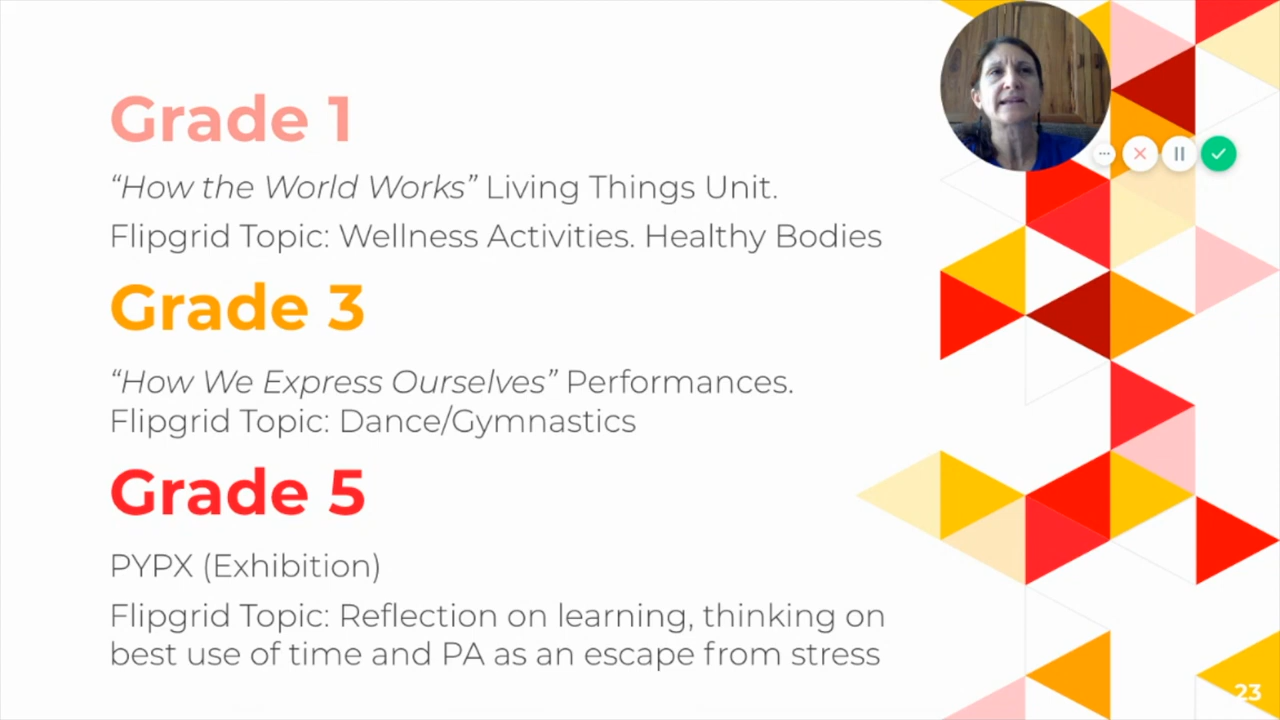 Grade 1
“How the World Works” Living Things Unit.
Flipgrid Topic: Wellness Activities. Healthy Bodies
Grade 3
“How We Express Ourselves” Performances.
Flipgrid Topic: Dance/Gymnastics
Grade 5
PYPX (Exhibition)
Flipgrid Topic: Reflection on learning, thinking on
best use of time and PA as an escape from stress
23